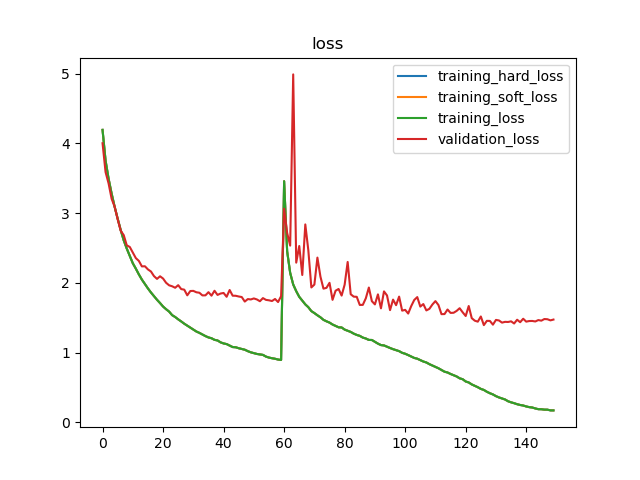 loss
training_hard_loss
training_soft_loss
training_loss
validation_loss
5
4
3
2
1
0
0 20 40 60 80 100 120 140